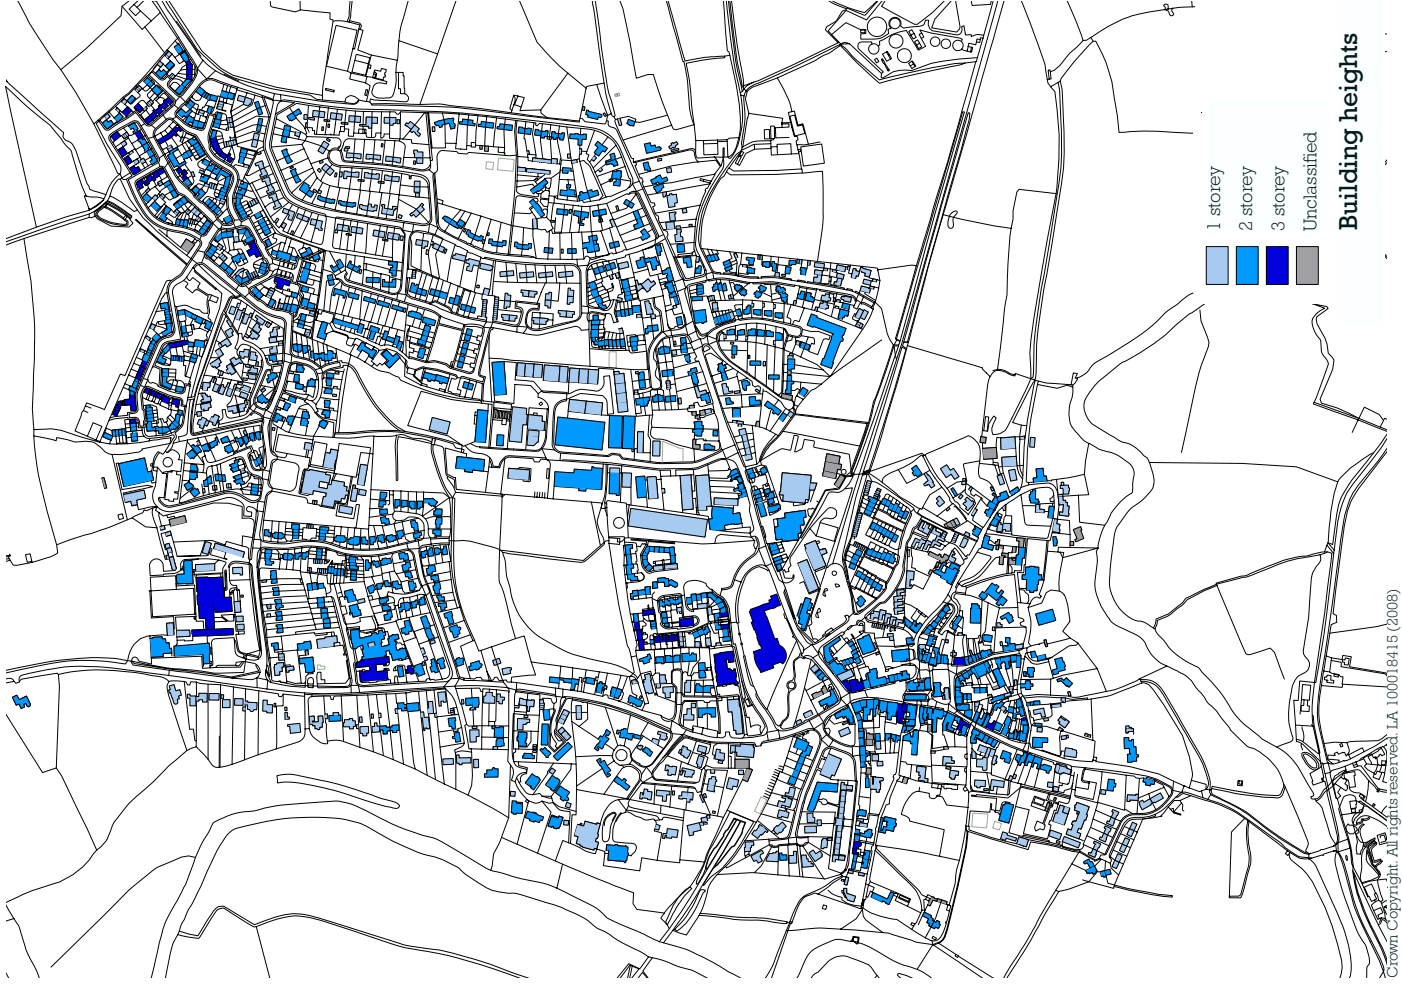 Building heights
1 storey
2 storey
3 storey
Unclassified
Crown Copyright. All rights reserved. LA 100018415 (2008)